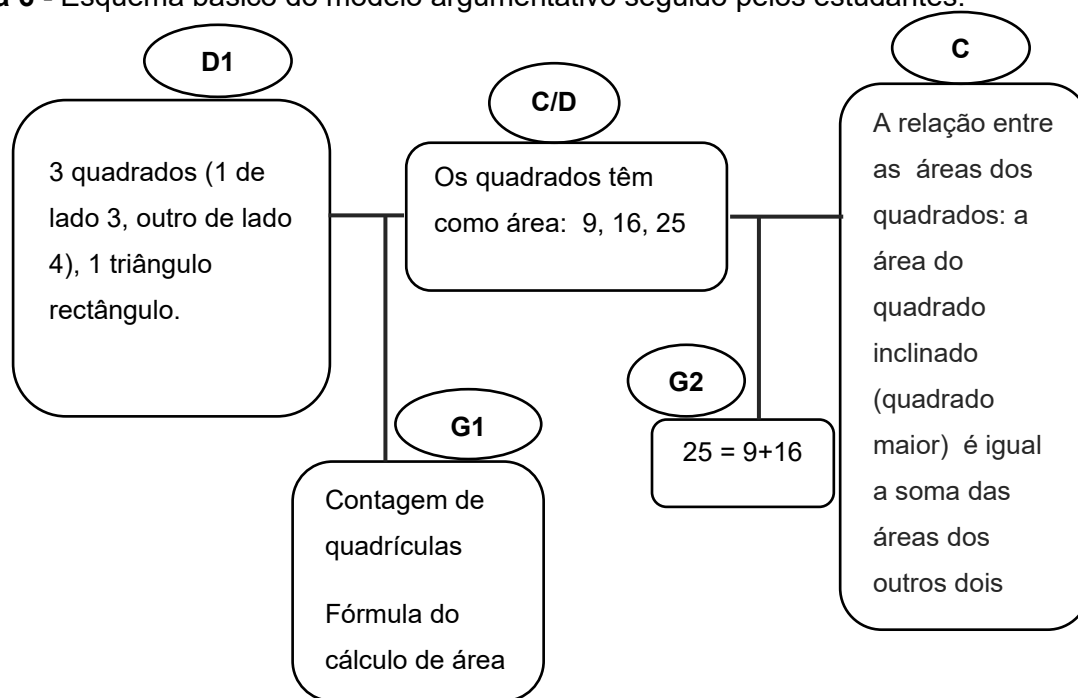 6 - Esquema básico do modelo argumentativo seguido pelos estudantes.
D1
3 quadrados (1 de
lado 3, outro de lado
4), 1 triângulo
rectângulo.
C/D
Os quadrados têm
como área: 9, 16, 25
C
A relação entre
as áreas dos
quadrados: a
área do
quadrado
inclinado
(quadrado
maior) é igual
a soma das
áreas dos
outros dois
G1
Contagem de
quadrículas
Fórmula do
cálculo de área
G2
25 = 9+16